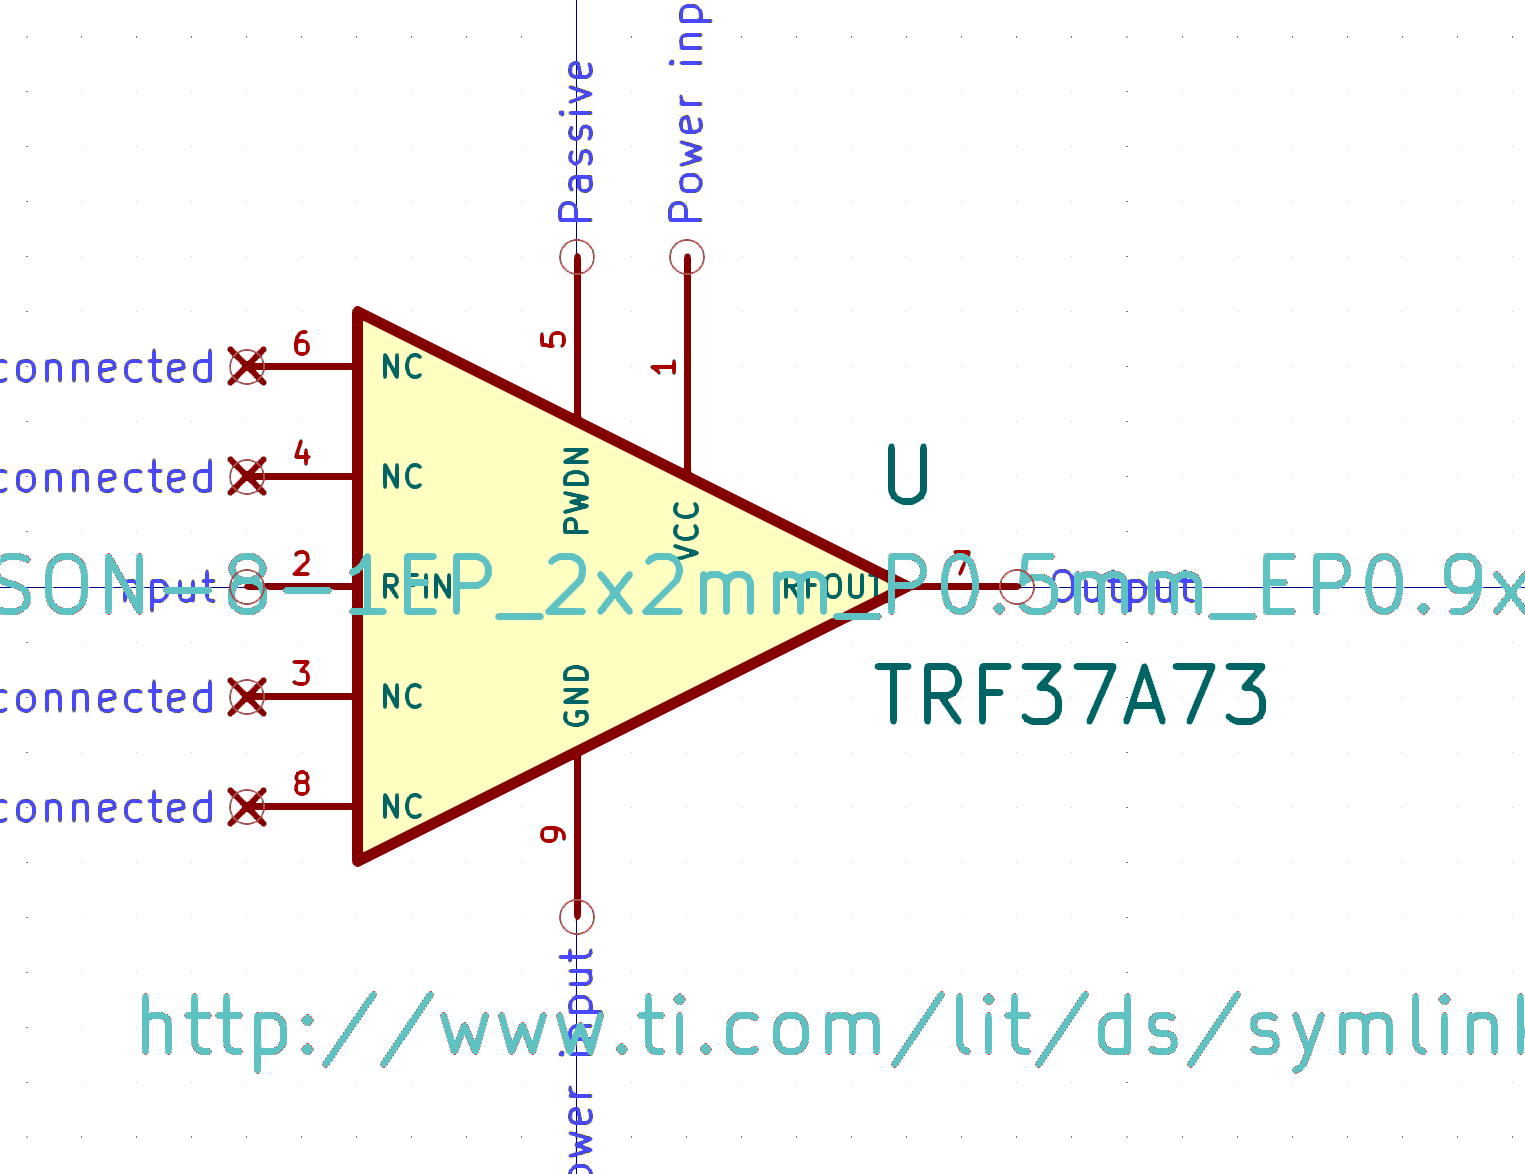 Passive
Power inp
5
1
connected
6
NC
connected
4
NC
PWDN
VCC
U
SON-8-1EP_2x2mm_P0.5mm_EP0.9x
nput
2
RFIN
RFOUT
7
Output
connected
3
NC
GND
TRF37A73
connected
8
NC
9
ower input
http://www.ti.com/lit/ds/symlink